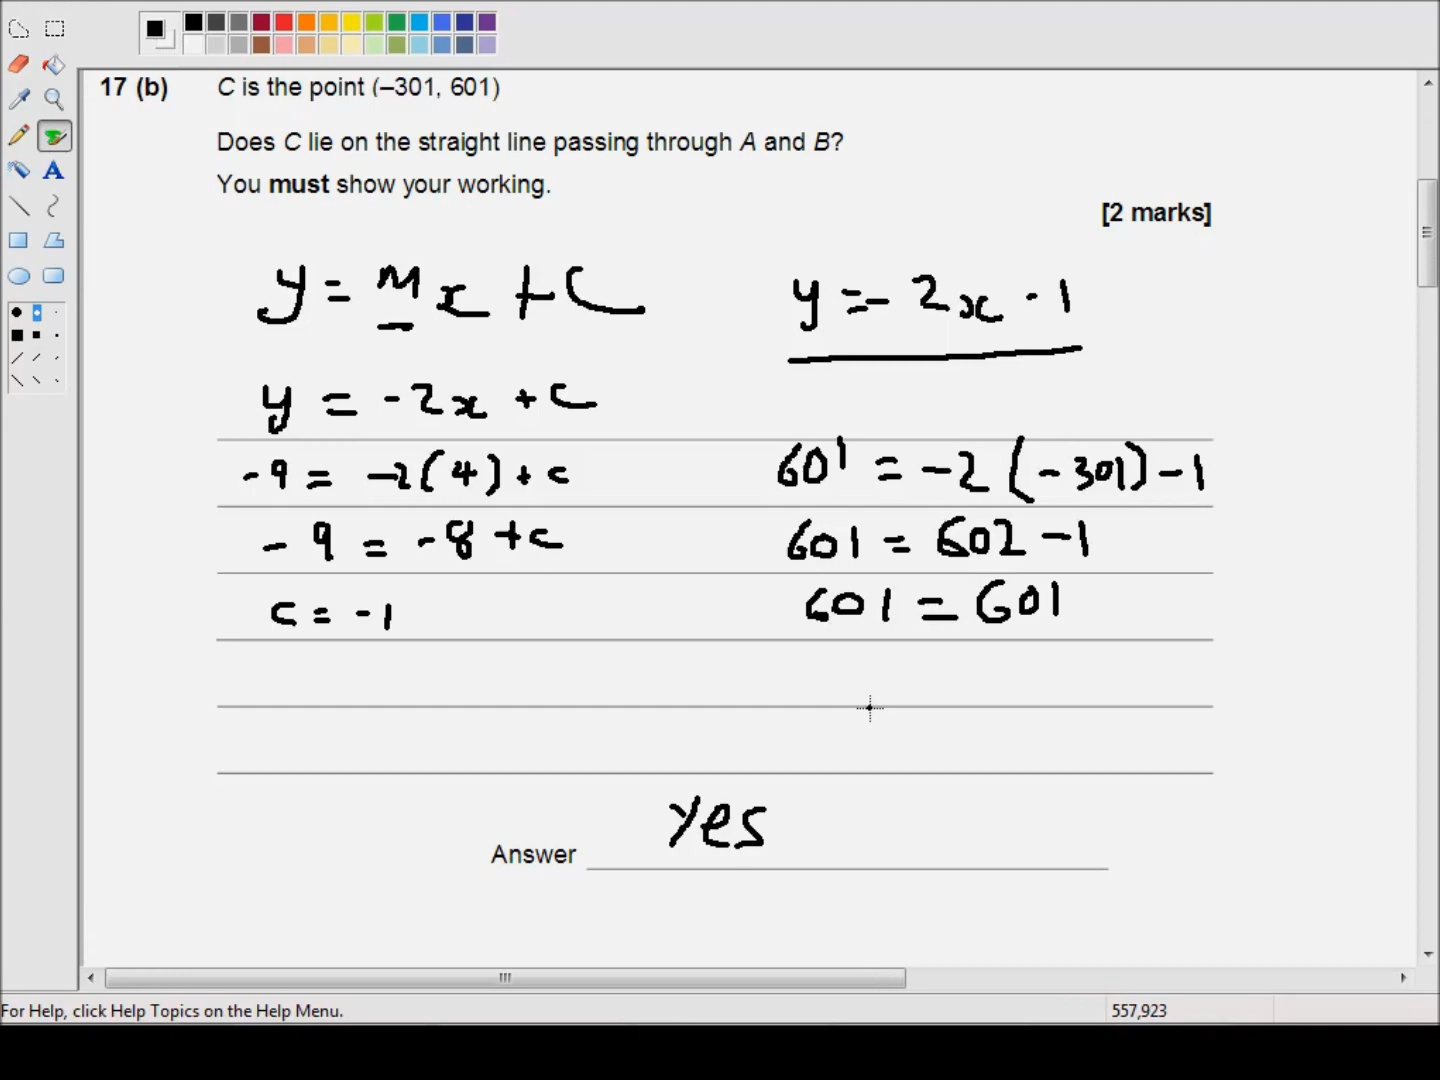 17 (b) C is the point (–301, 601)
Does C lie on the straight line passing through A and B?
You must show your working.
[2 marks]
y = mx + C
y = -2x + C
-9 = -2(4) + c
-9 = -8 + c
c = -1
y = -2x - 1
601 = -2(-301) - 1
601 = 602 - 1
601 = 601
Answer yes
For Help, click Help Topics on the Help Menu.
557,923